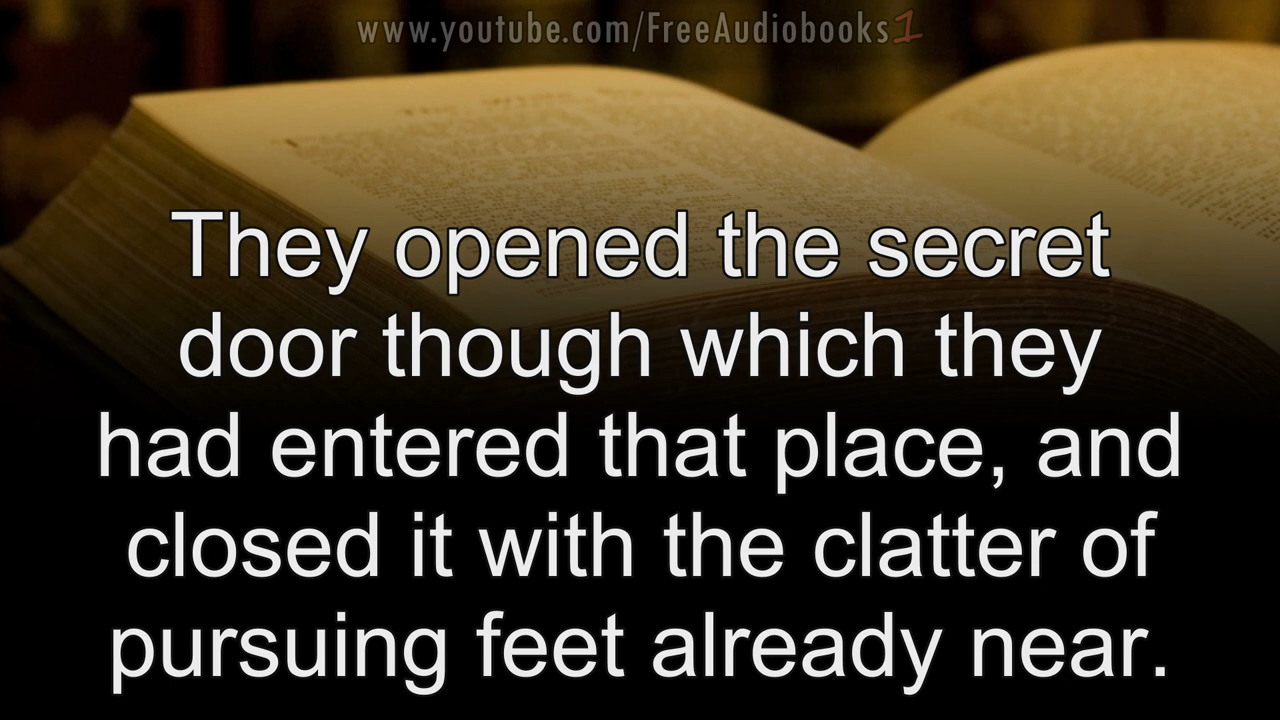 www.youtube.com/FreeAudiobooks1
They opened the secret
door though which they
had entered that place, and
closed it with the clatter of
pursuing feet already near.